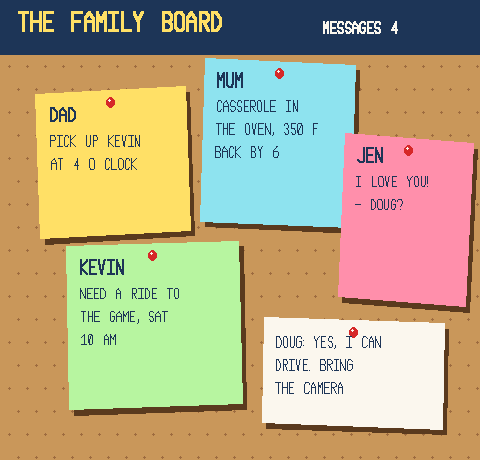 THE FAMILY BOARD
MESSAGES 4
DAD
PICK UP KEVIN
AT 4 O CLOCK
MUM
CASSEROLE IN
THE OVEN, 350 F
BACK BY 6
JEN
I LOVE YOU!
- DOUG?
KEVIN
NEED A RIDE TO
THE GAME, SAT
10 AM
DOUG: YES, I CAN
DRIVE. BRING
THE CAMERA